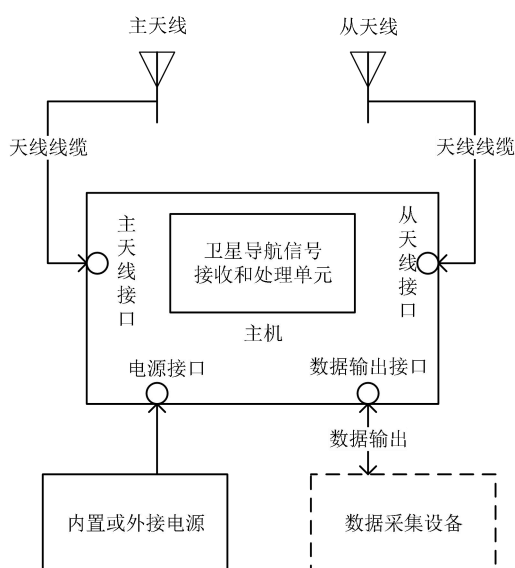 主天线
从天线
天线线缆
天线线缆
主天线接口
卫星导航信号
接收和处理单元
从天线接口
主机
电源接口
数据输出接口
数据输出
内置或外接电源
数据采集设备